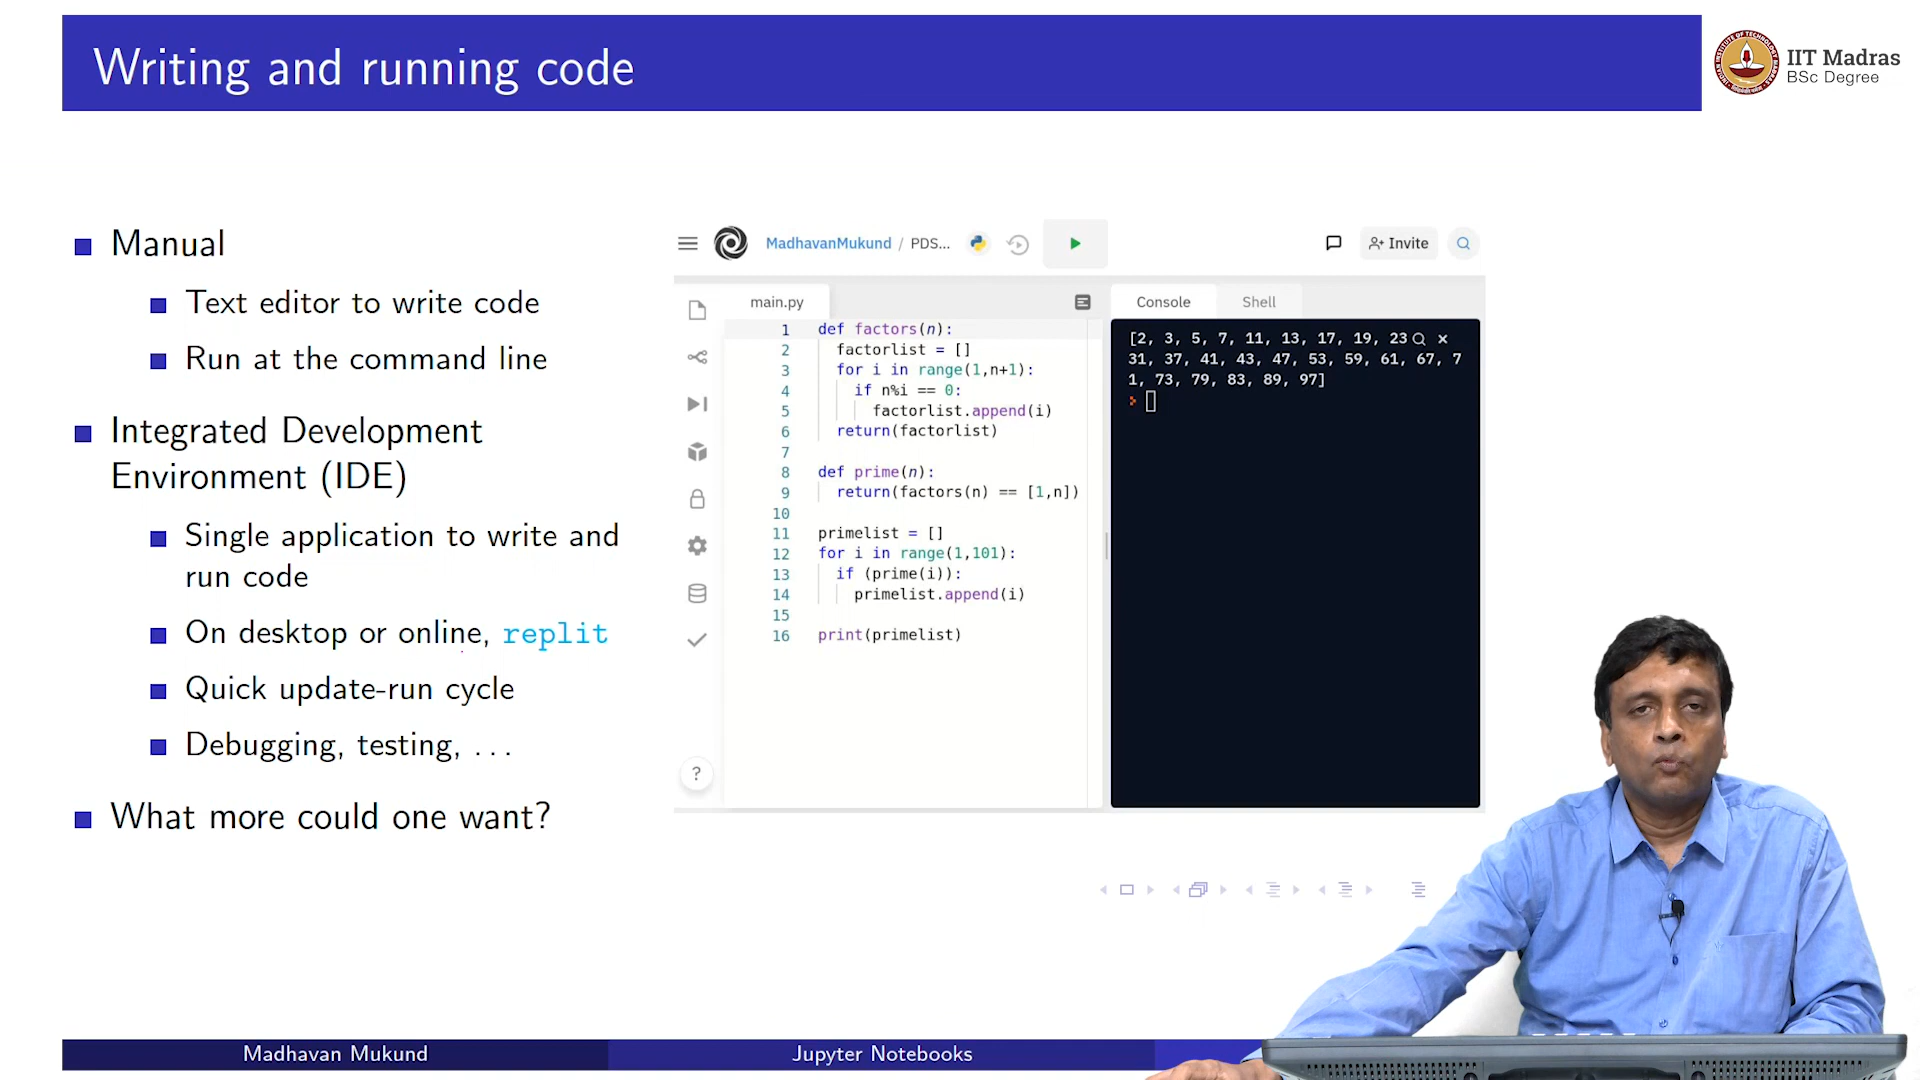 Writing and running code
IIT Madras
BSc Degree
Manual
Text editor to write code
Run at the command line
Integrated Development
Environment (IDE)
Single application to write and
run code
On desktop or online, replit
Quick update-run cycle
Debugging, testing, ...
What more could one want?
MadhavanMukund / PDS...
Invite
main.py
1 def factors(n):
2 factorlist = []
3 for i in range(1,n+1):
4 if n%i == 0:
5 factorlist.append(i)
6 return(factorlist)
7
8 def prime(n):
9 return(factors(n) == [1,n])
10
11 primelist = []
12 for i in range(1,101):
13 if (prime(i)):
14 primelist.append(i)
15
16 print(primelist)
?
Console Shell
[2, 3, 5, 7, 11, 13, 17, 19, 23
31, 37, 41, 43, 47, 53, 59, 61, 67, 7
1, 73, 79, 83, 89, 97]
Madhavan Mukund
Jupyter Notebooks